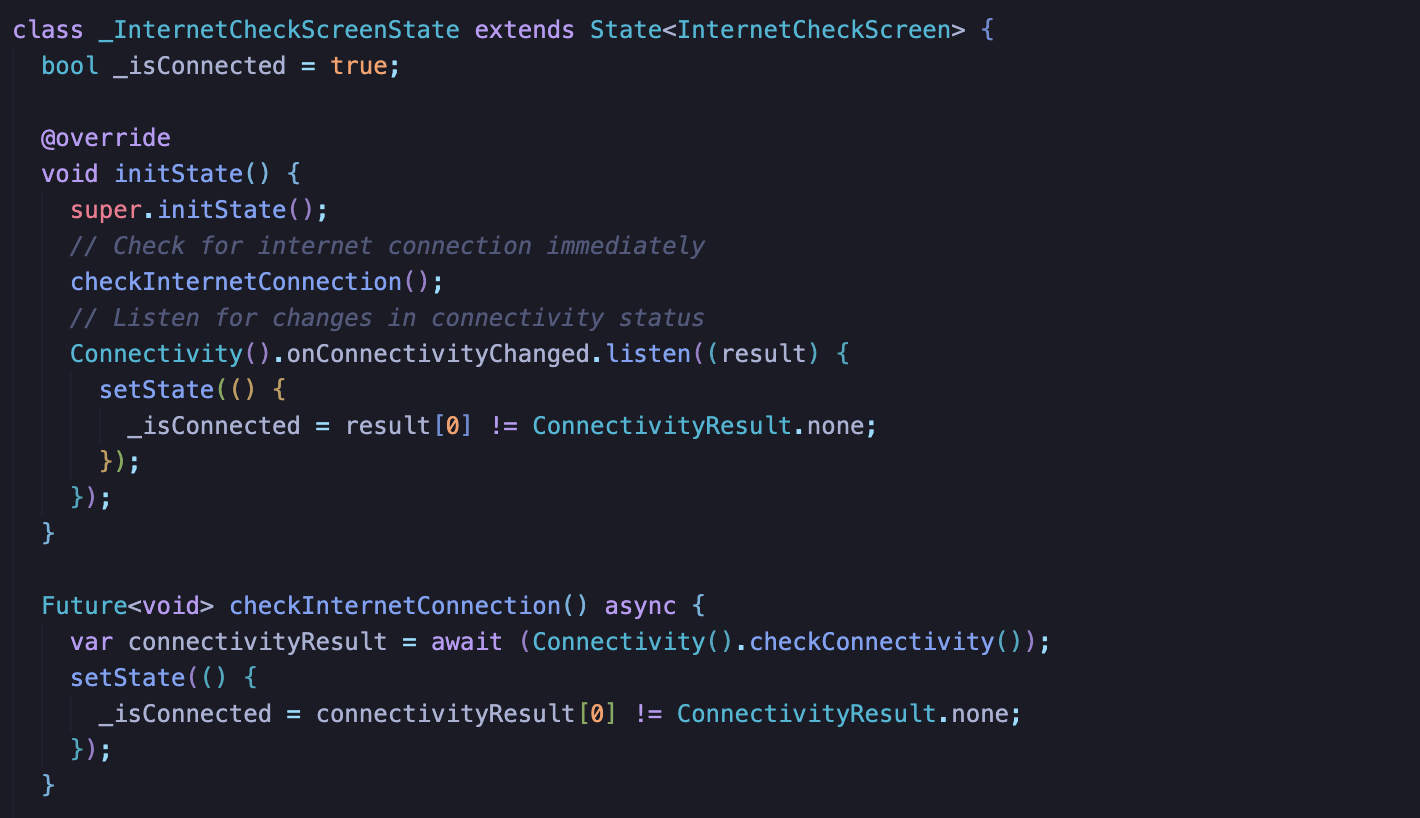 class _InternetCheckScreenState extends State<InternetCheckScreen> {
  bool _isConnected = true;

  @override
  void initState() {
    super.initState();
    // Check for internet connection immediately
    checkInternetConnection();
    // Listen for changes in connectivity status
    Connectivity().onConnectivityChanged.listen((result) {
      setState(() {
        _isConnected = result[0] != ConnectivityResult.none;
      });
    });
  }

  Future<void> checkInternetConnection() async {
    var connectivityResult = await (Connectivity().checkConnectivity());
    setState(() {
      _isConnected = connectivityResult[0] != ConnectivityResult.none;
    });
  }